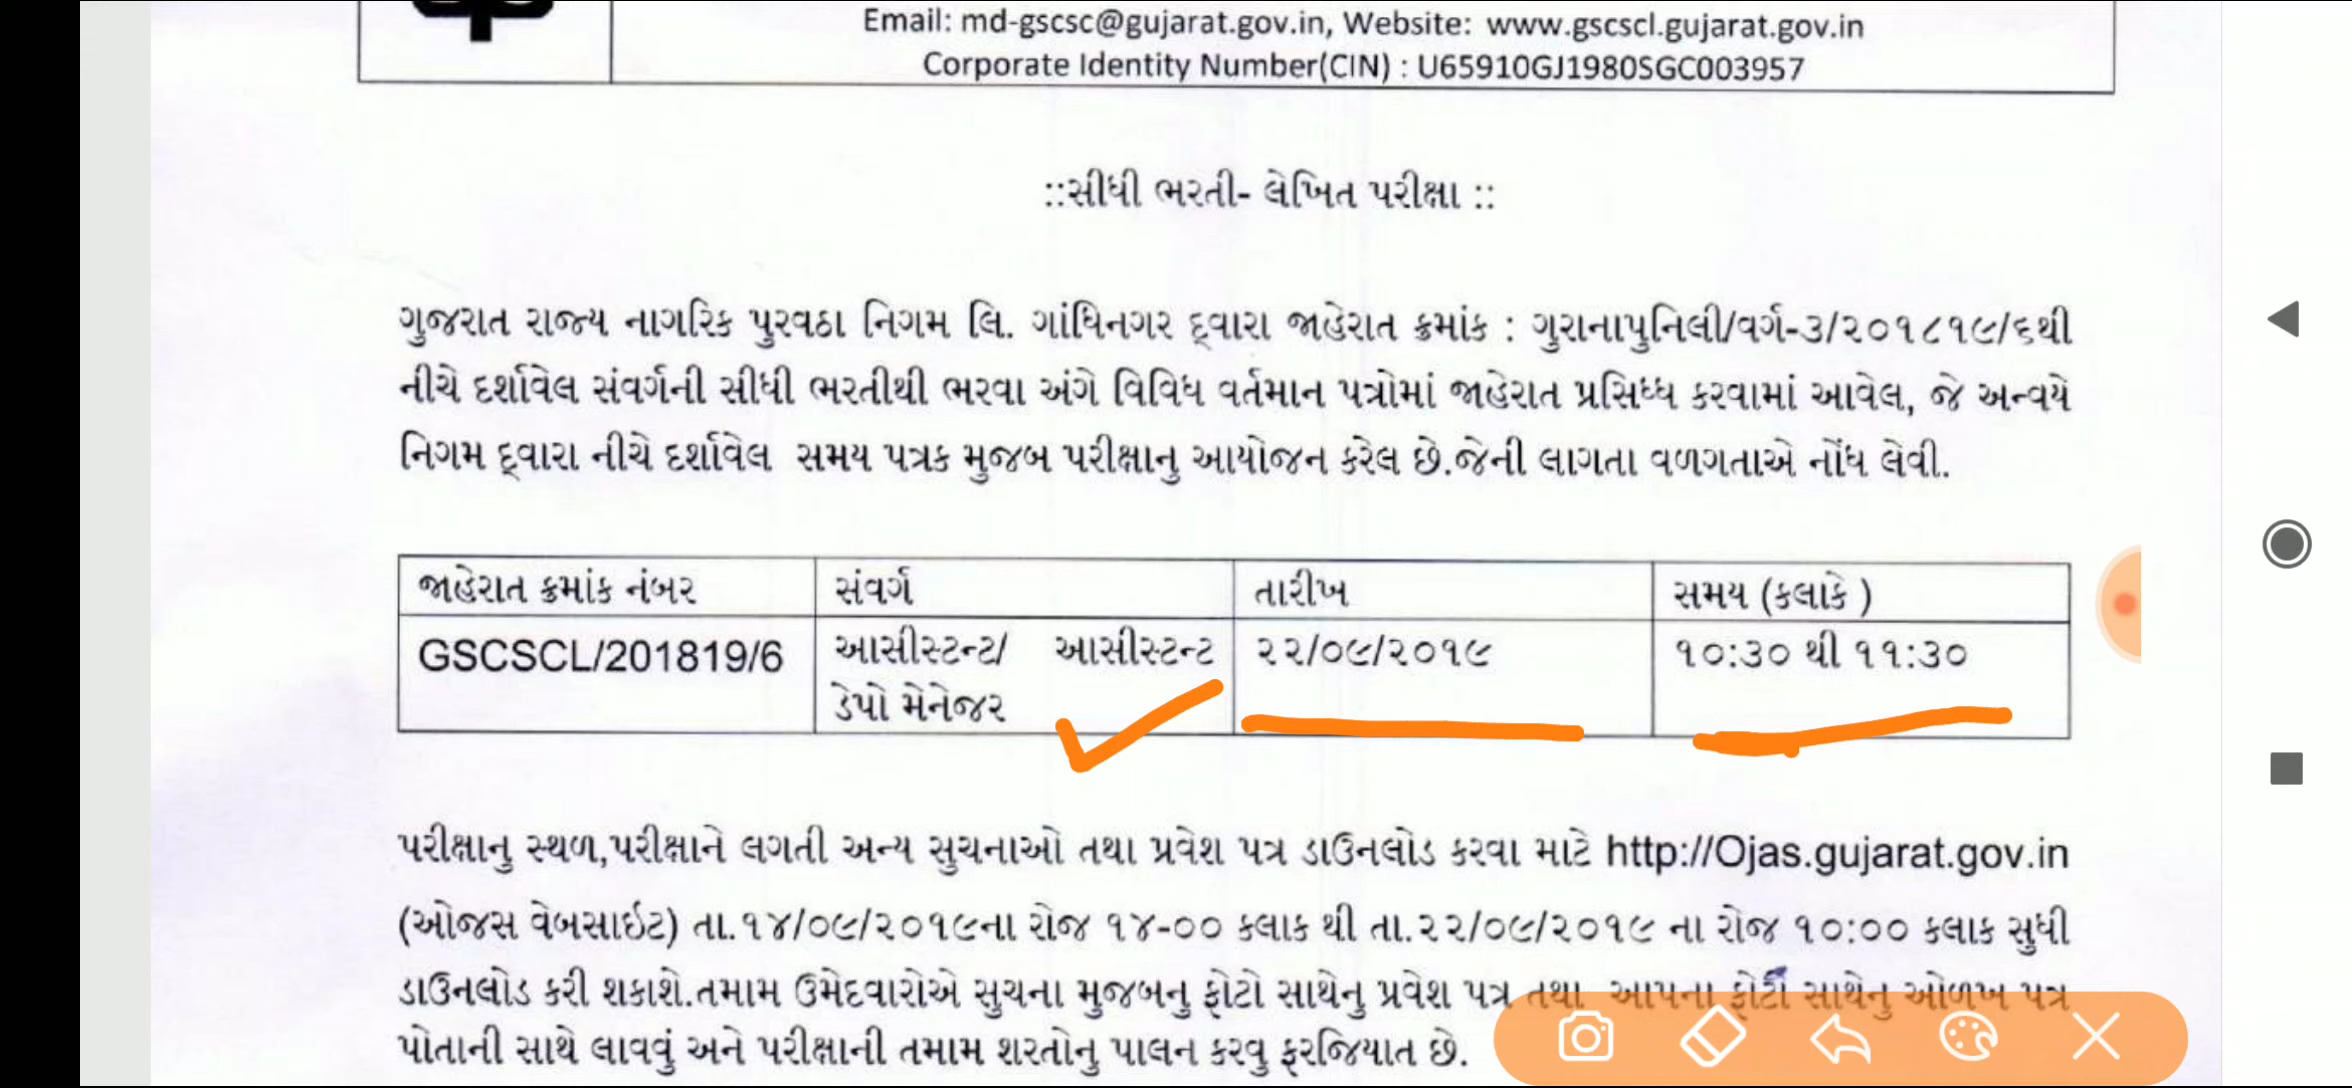 Email: md-gscsc@gujarat.gov.in, Website: www.gscscl.gujarat.gov.in
Corporate Identity Number(CIN) : U65910GJ1980SGC003957
::સીધી ભરતી- લેખિત પરીક્ષા ::
ગુજરાત રાજ્ય નાગરિક પુરવઠા નિગમ લિ. ગાંધિનગર દ્વારા જાહેરાત ક્રમાંક : ગુરાનાપુનિલી/વર્ગ-૩/૨૦૧૮૧૯/૬થી
નીચે દર્શાવેલ સંવર્ગની સીધી ભરતીથી ભરવા અંગે વિવિધ વર્તમાન પત્રોમાં જાહેરાત પ્રસિધ્ધ કરવામાં આવેલ, જે અન્વયે
નિગમ દ્વારા નીચે દર્શાવેલ સમય પત્રક મુજબ પરીક્ષાનુ આયોજન કરેલ છે.જેની લાગતા વળગતાએ નોંધ લેવી.
જાહેરાત ક્રમાંક નંબર સંવર્ગ તારીખ સમય (કલાકે )
GSCSCL/201819/6 આસીસ્ટન્ટ/ આસીસ્ટન્ટ ૨૨/૦૯/૨૦૧૯ ૧૦:૩૦ થી ૧૧:૩૦
ડેપો મેનેજર
પરીક્ષાનુ સ્થળ,પરીક્ષાને લગતી અન્ય સુચનાઓ તથા પ્રવેશ પત્ર ડાઉનલોડ કરવા માટે http://Ojas.gujarat.gov.in
(ઓજસ વેબસાઇટ) તા.૧૪/૦૯/૨૦૧૯ના રોજ ૧૪-૦૦ કલાક થી તા.૨૨/૦૯/૨૦૧૯ ના રોજ ૧૦:૦૦ કલાક સુધી
ડાઉનલોડ કરી શકાશે.તમામ ઉમેદવારોએ સુચના મુજબનુ ફોટો સાથેનુ પ્રવેશ પત્ર તથા આપના ફોટી સાથેનુ ઓળખ પત્ર
પોતાની સાથે લાવવું અને પરીક્ષાની તમામ શરતોનુ પાલન કરવુ ફરજિયાત છે.